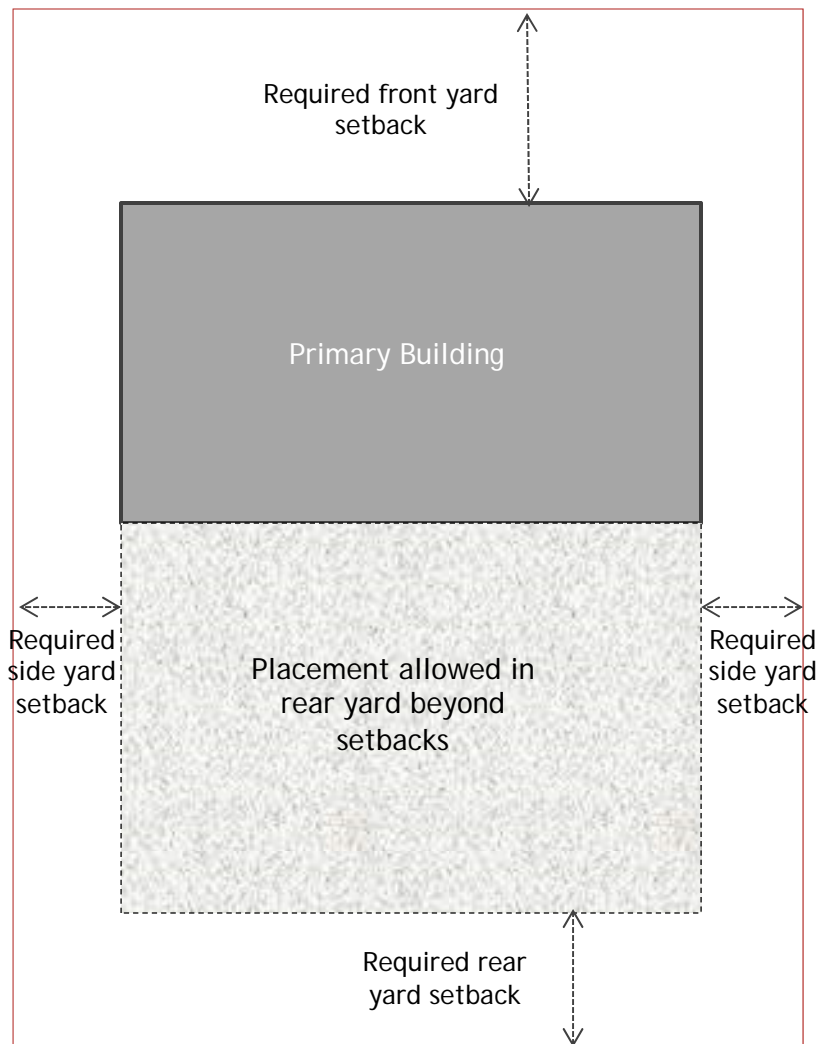 Required front yard
setback
Primary Building
Required
side yard
setback
Required
side yard
setback
Placement allowed in
rear yard beyond
setbacks
Required rear
yard setback